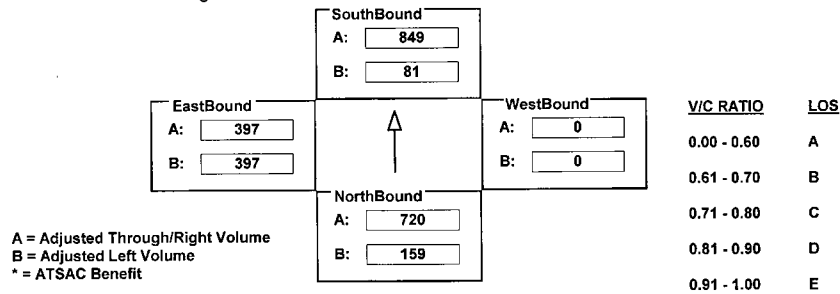 SouthBound
A: 849
B: 81
EastBound
A: 397
B: 397
WestBound
A: 0
B: 0
NorthBound
A: 720
B: 159
A = Adjusted Through/Right Volume
B = Adjusted Left Volume
* = ATSAC Benefit
V/C RATIO LOS
0.00 - 0.60 A
0.61 - 0.70 B
0.71 - 0.80 C
0.81 - 0.90 D
0.91 - 1.00 E